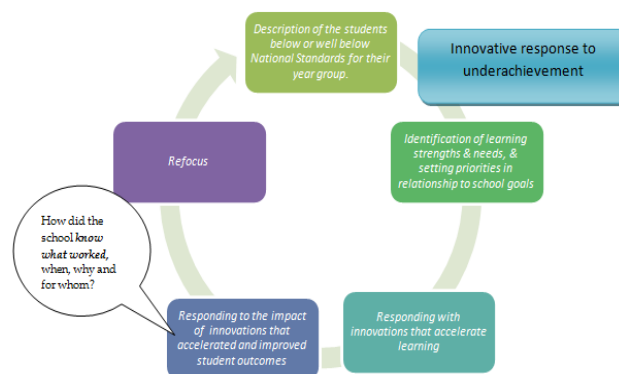 Description of the students
below or well below
National Standards for their
year group.
Innovative response to
underachievement
Identification of learning
strengths & needs, &
setting priorities in
relationship to school goals
Responding with
innovations that accelerate
learning
Responding to the impact
of innovations that
accelerated and improved
student outcomes
How did the
school know
what worked,
when, why and
for whom?
Refocus